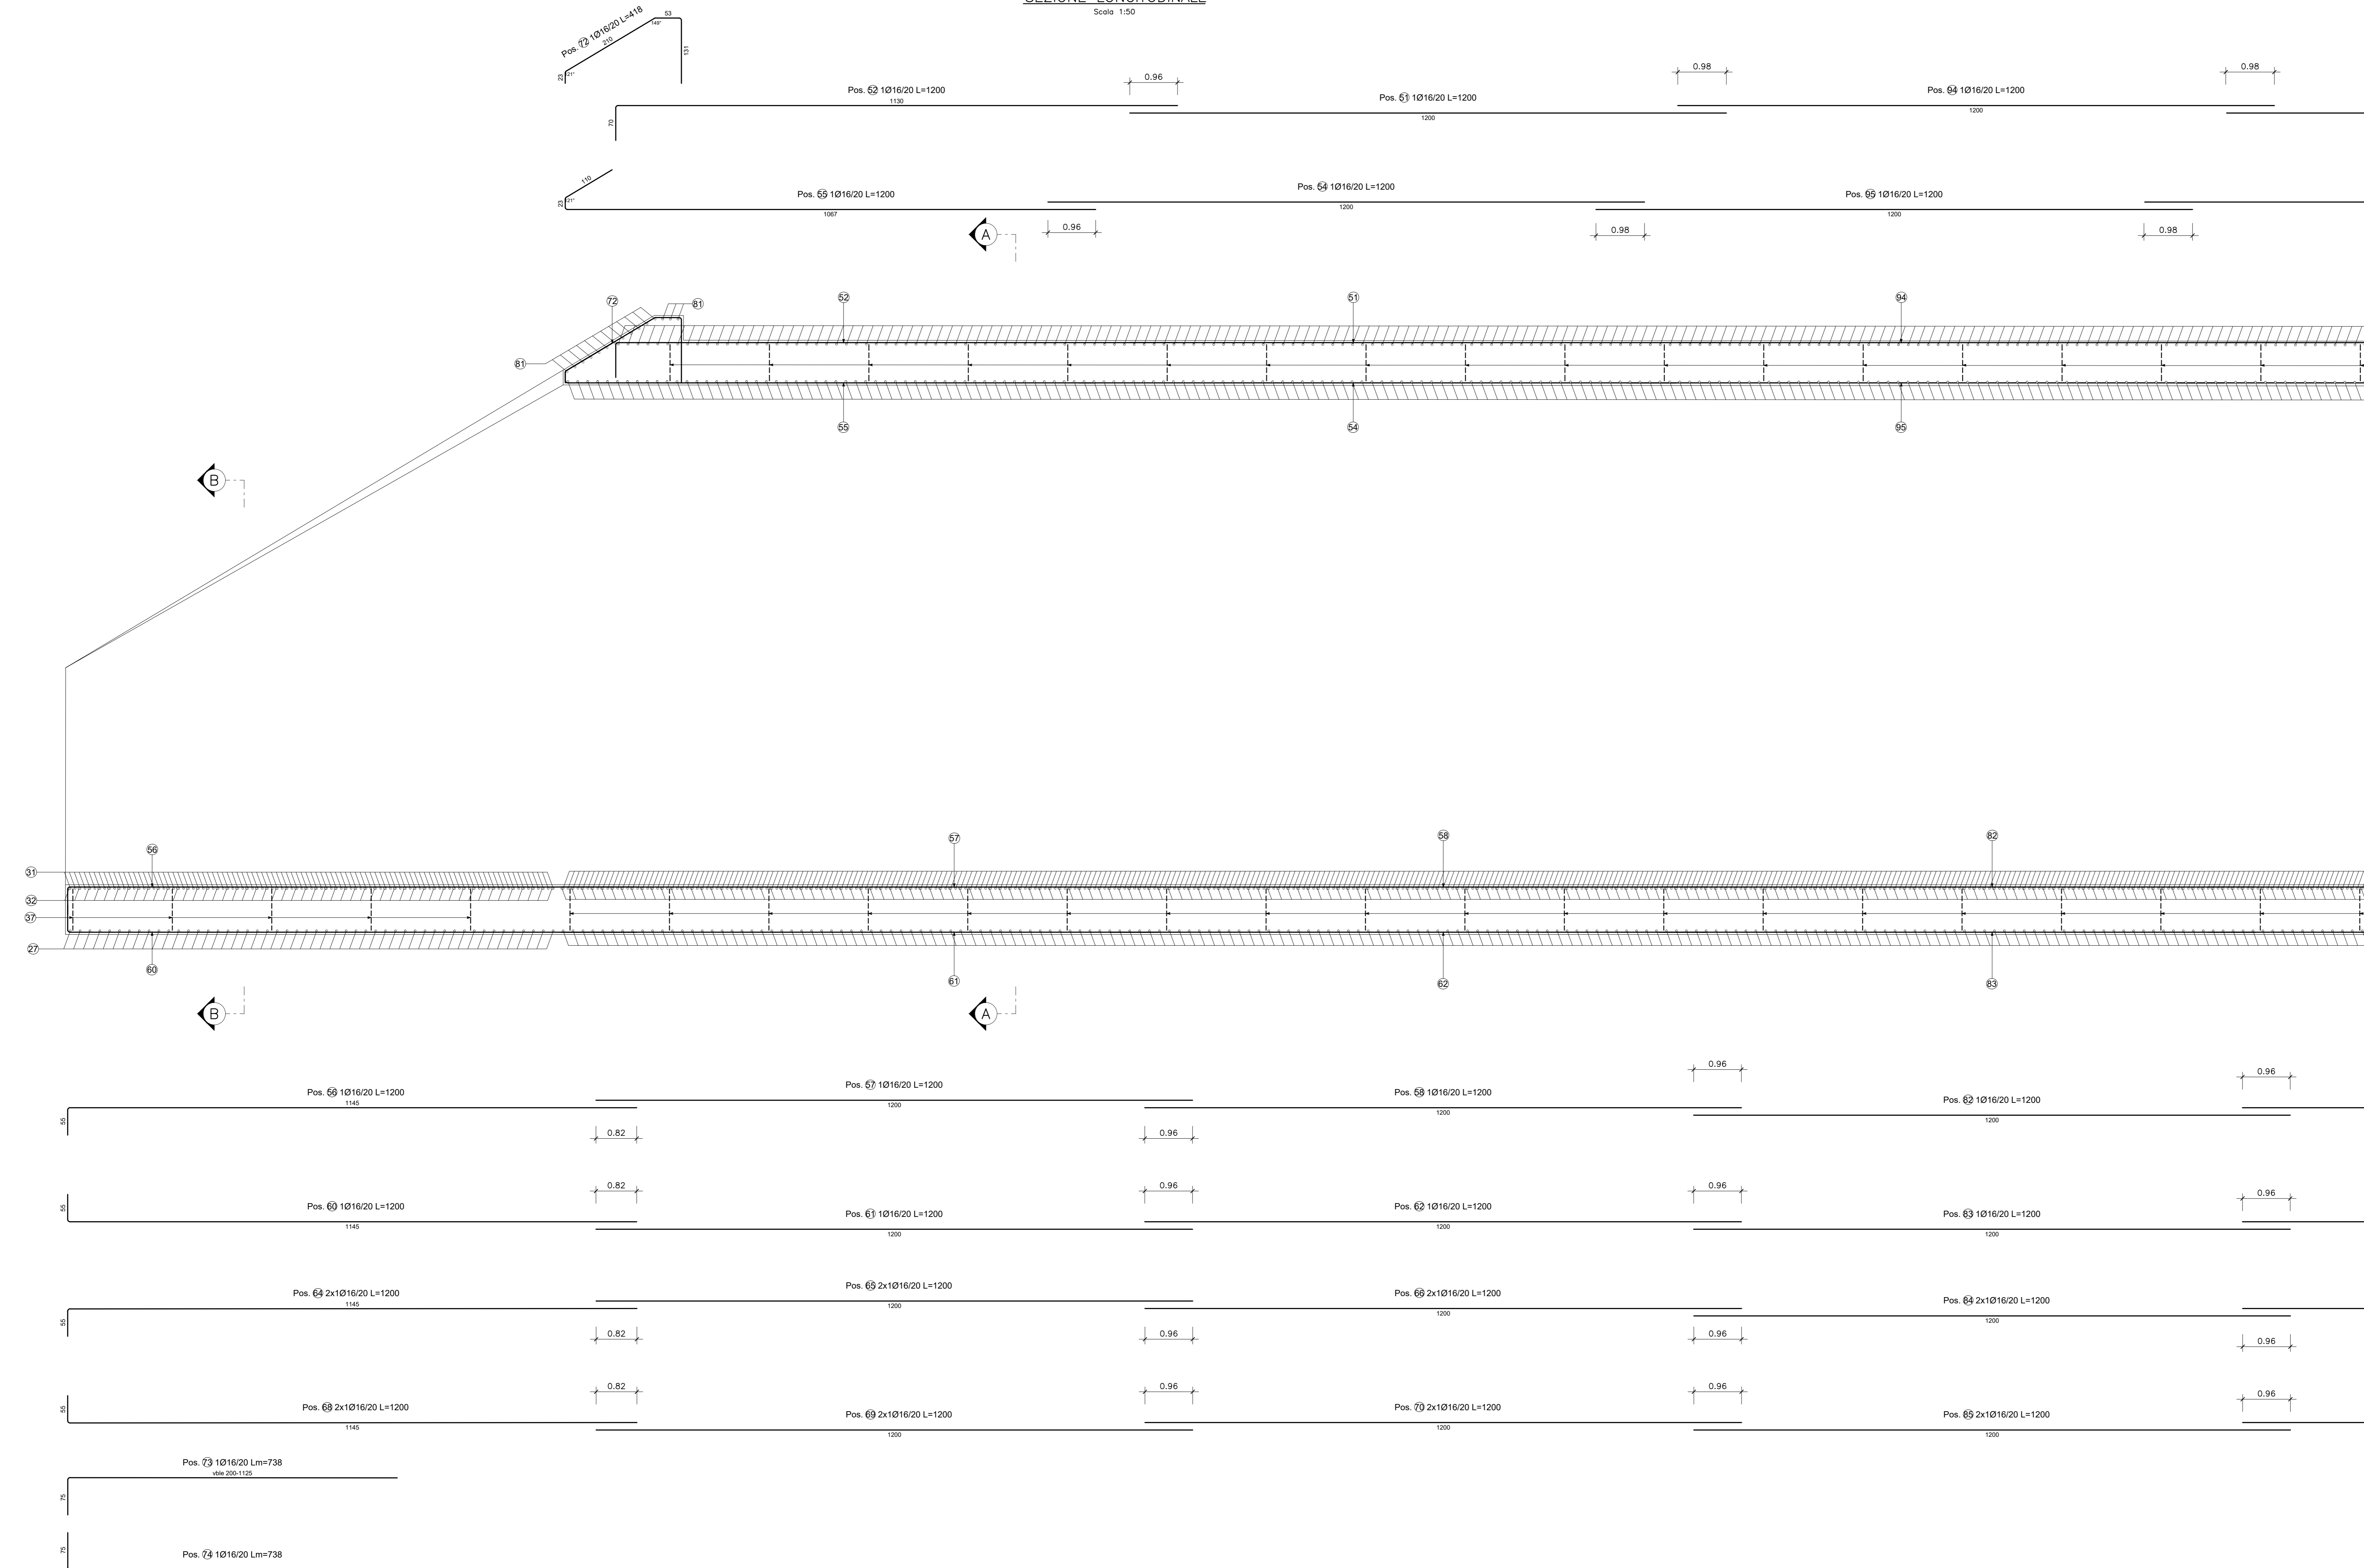 SEZIONE LONGITUDINALE
Scala 1:50
Pos. 72 1Ø16/20 L=418
53
149°
210
131
23
121°
0.96
0.98
0.98
Pos. 52 1Ø16/20 L=1200
1130
70
Pos. 51 1Ø16/20 L=1200
1200
Pos. 94 1Ø16/20 L=1200
1200
110
23
121°
Pos. 55 1Ø16/20 L=1200
1067
Pos. 54 1Ø16/20 L=1200
1200
Pos. 95 1Ø16/20 L=1200
1200
0.96
0.98
0.98
A
72
81
52
51
94
81
55
54
95
B
56
57
58
82
31
32
37
27
60
61
62
83
B
A
Pos. 56 1Ø16/20 L=1200
1145
55
Pos. 57 1Ø16/20 L=1200
1200
Pos. 58 1Ø16/20 L=1200
1200
0.96
Pos. 82 1Ø16/20 L=1200
1200
0.96
0.82
0.96
0.82
0.96
0.96
0.96
Pos. 60 1Ø16/20 L=1200
1145
55
Pos. 61 1Ø16/20 L=1200
1200
Pos. 62 1Ø16/20 L=1200
1200
Pos. 83 1Ø16/20 L=1200
1200
Pos. 64 2x1Ø16/20 L=1200
1145
55
Pos. 65 2x1Ø16/20 L=1200
1200
Pos. 66 2x1Ø16/20 L=1200
1200
Pos. 84 2x1Ø16/20 L=1200
1200
0.82
0.96
0.96
0.96
0.82
0.96
0.96
0.96
Pos. 68 2x1Ø16/20 L=1200
1145
55
Pos. 69 2x1Ø16/20 L=1200
1200
Pos. 70 2x1Ø16/20 L=1200
1200
Pos. 85 2x1Ø16/20 L=1200
1200
Pos. 73 1Ø16/20 Lm=738
vble 200-1125
75
75
Pos. 74 1Ø16/20 Lm=738